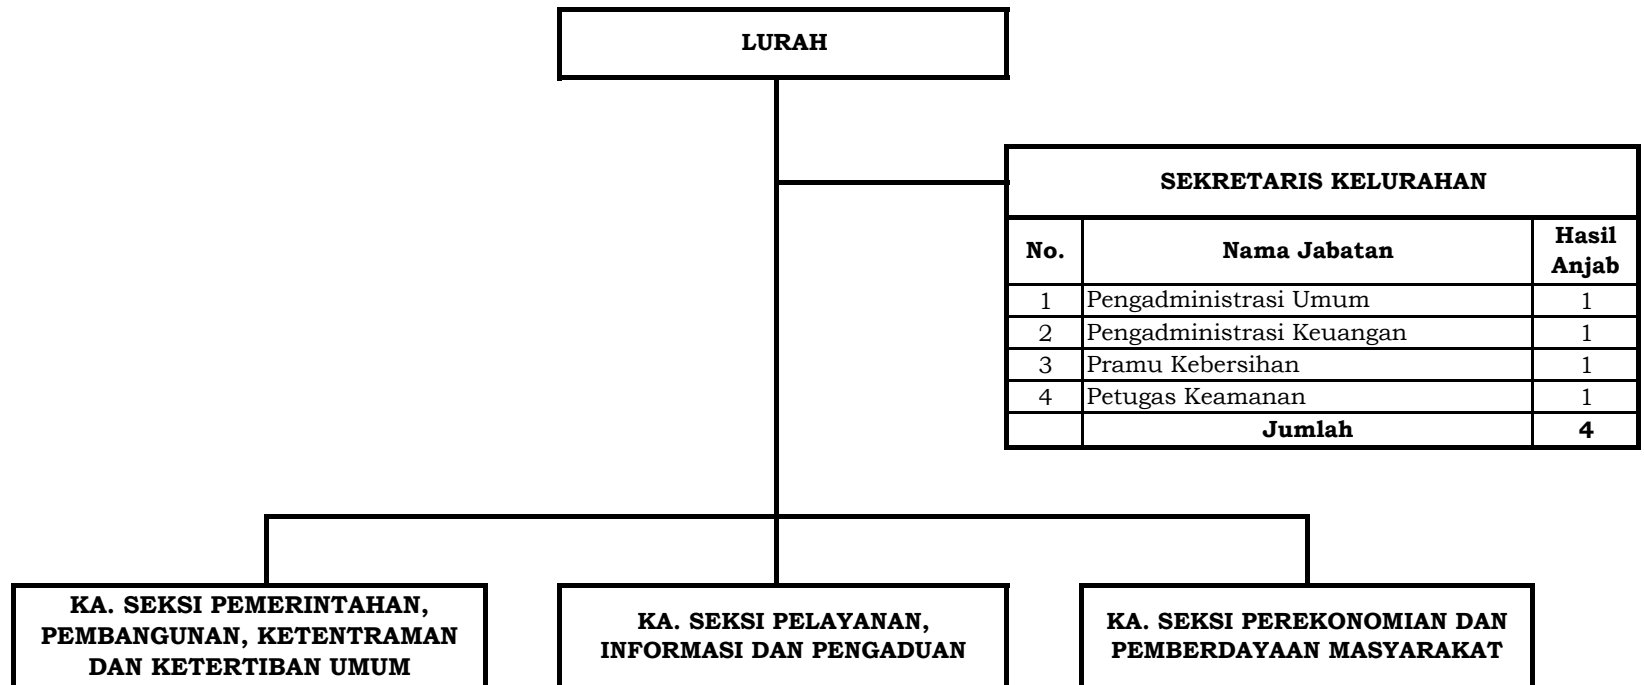 LURAH
SEKRETARIS KELURAHAN
No. Nama Jabatan Hasil Anjab
1 Pengadministrasi Umum 1
2 Pengadministrasi Keuangan 1
3 Pramu Kebersihan 1
4 Petugas Keamanan 1
Jumlah 4
KA. SEKSI PEMERINTAHAN,
PEMBANGUNAN, KETENTRAMAN
DAN KETERTIBAN UMUM
KA. SEKSI PELAYANAN,
INFORMASI DAN PENGADUAN
KA. SEKSI PEREKONOMIAN DAN
PEMBERDAYAAN MASYARAKAT